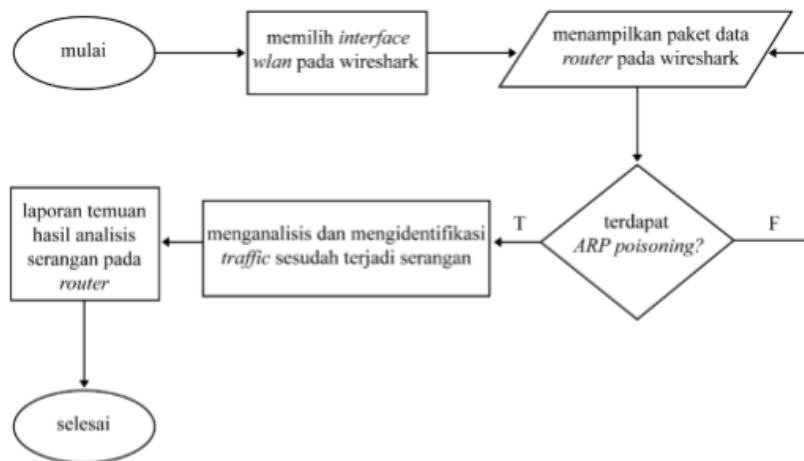 mulai
memilih interface
wlan pada wireshark
menampilkan paket data
router pada wireshark
terdapat
ARP poisoning?
T
F
menganalisis dan mengidentifikasi
traffic sesudah terjadi serangan
laporan temuan
hasil analisis
serangan pada
router
selesai